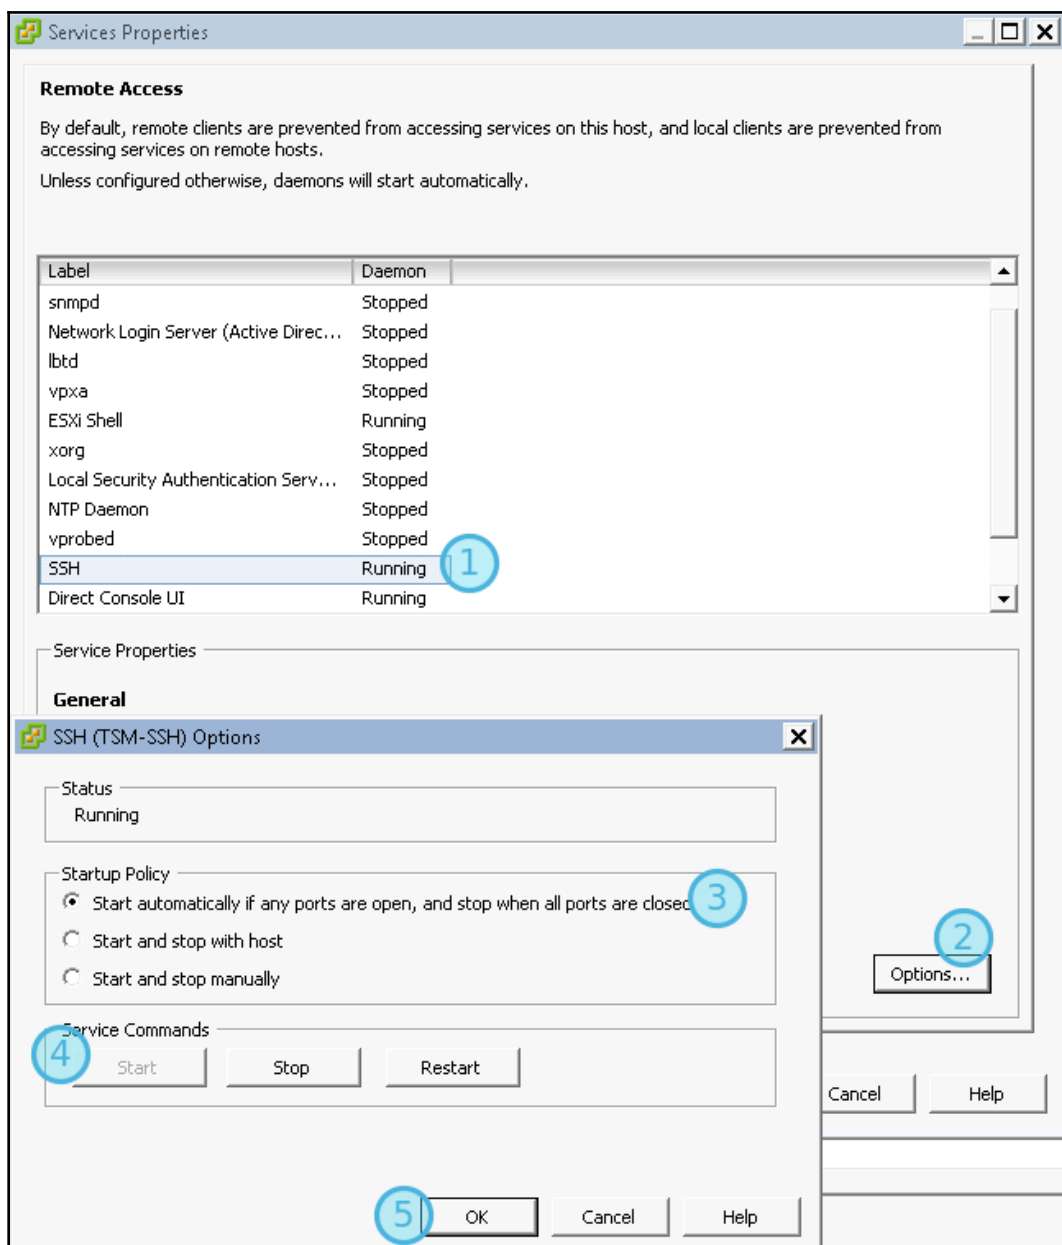 Services Properties
Remote Access
By default, remote clients are prevented from accessing services on this host, and local clients are prevented from
accessing services on remote hosts.
Unless configured otherwise, daemons will start automatically.
Label Daemon
snmpd Stopped
Network Login Server (Active Direc... Stopped
lbtd Stopped
vpxa Stopped
ESXi Shell Running
xorg Stopped
Local Security Authentication Serv... Stopped
NTP Daemon Stopped
vprobed Stopped
SSH Running 1
Direct Console UI Running
Service Properties
General
SSH (TSM-SSH) Options
Status
Running
Startup Policy
Start automatically if any ports are open, and stop when all ports are closed 3
Start and stop with host
2
Start and stop manually
Options...
Service Commands
4 Start Stop Restart
Cancel Help
5 OK Cancel Help